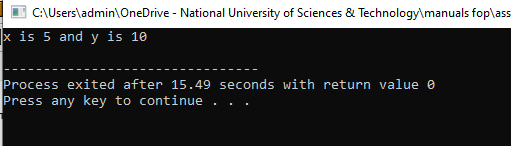 C:\Users\admin\OneDrive - National University of Sciences & Technology\manuals fop\ass
x is 5 and y is 10
--------------------------------
Process exited after 15.49 seconds with return value 0
Press any key to continue . . .